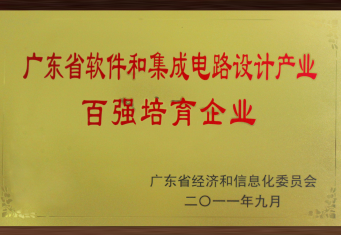 广东省软件和集成电路设计产业
百强培育企业
广东省经济和信息化委员会
二〇一一年九月